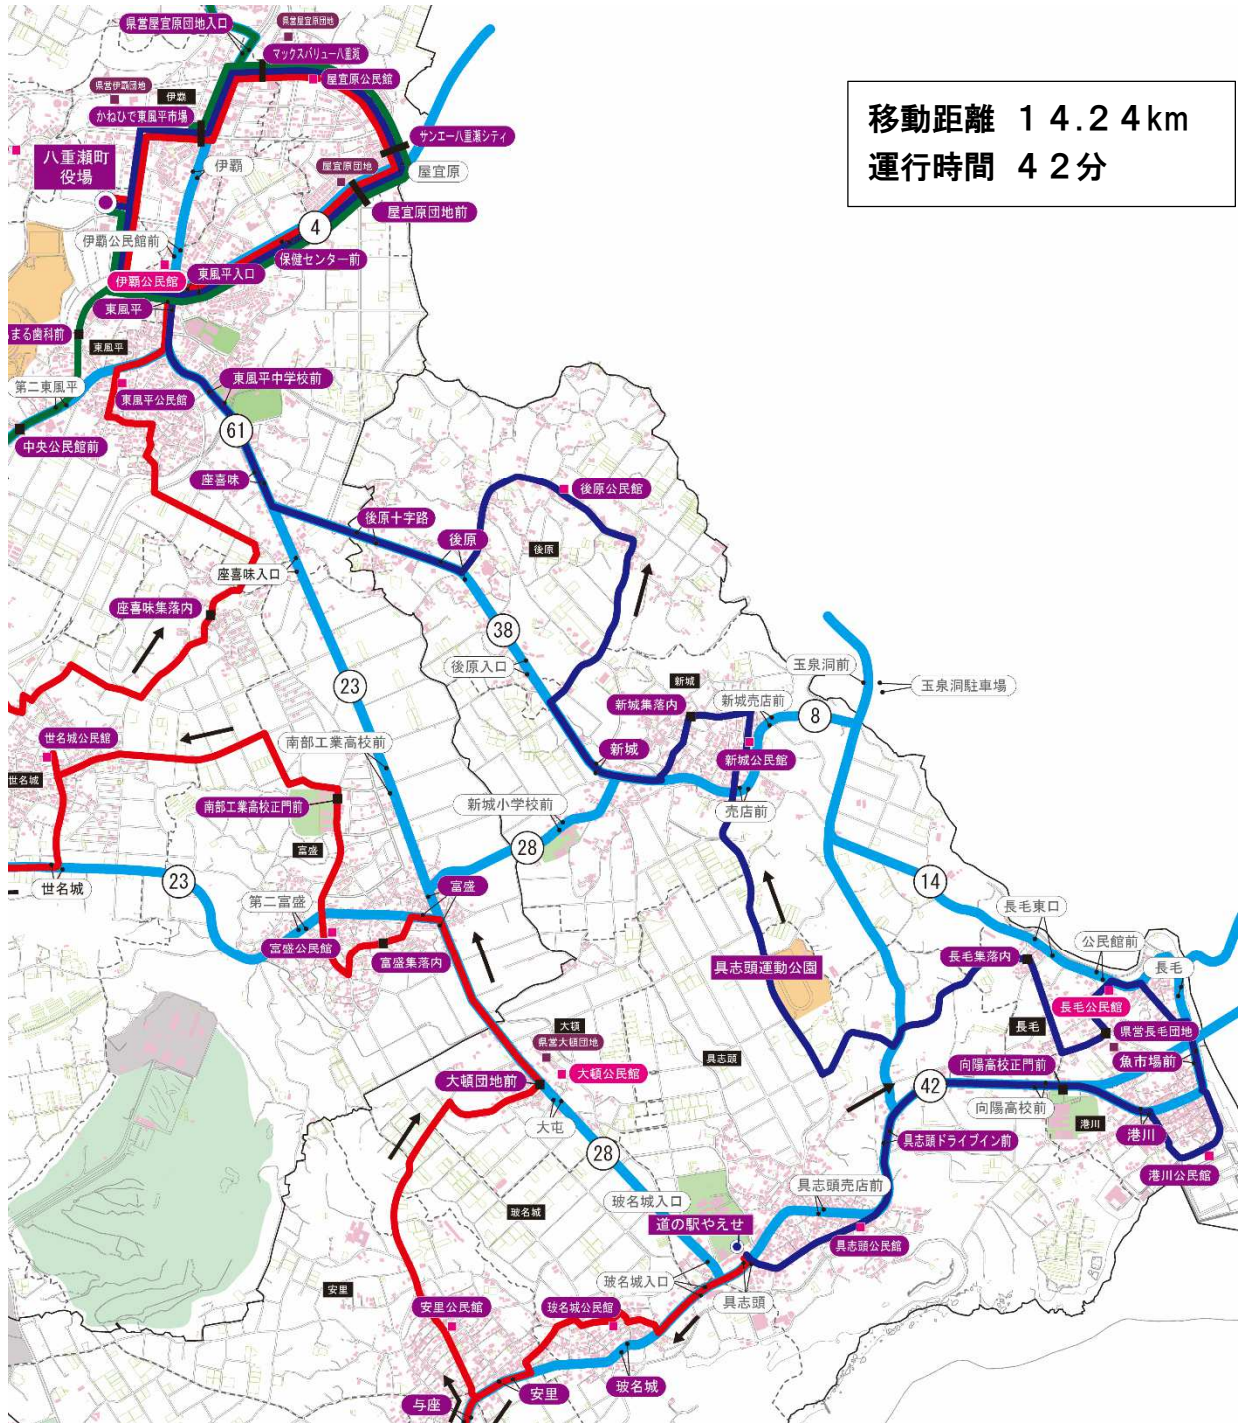 県営屋宜原団地入口
県営屋宜原団地
マックスバリュー八重瀬
屋宜原公民館
県営伊覇団地
伊覇
かねひで東風平市場
サンエー八重瀬シティ
移動距離 14.24km
運行時間 42分
八重瀬町
役場
伊覇
屋宜原団地
屋宜原
屋宜原団地前
4
伊覇公民館前
保健センター前
伊覇公民館
東風平入口
東風平
まる歯科前
東風平
東風平中学校前
第二東風平
東風平公民館
61
中央公民館前
座喜味
後原公民館
後原十字路
後原
後原
座喜味入口
座喜味集落内
38
後原入口
玉泉洞前
玉泉洞駐車場
23
新城
新城集落内
新城売店前
8
世名城公民館
南部工業高校前
新城
新城公民館
世名城
南部工業高校正門前
新城小学校前
売店前
富盛
28
世名城
23
第二富盛
富盛
14
長毛東口
富盛公民館
富盛集落内
公民館前
具志頭運動公園
長毛集落内
長毛
長毛公民館
大頓
県営大頓団地
具志頭
長毛
県営長毛団地
大頓団地前
大頓公民館
向陽高校正門前
魚市場前
42
向陽高校前
大屯
港川
具志頭ドライブイン前
港川
28
港川公民館
玻名城
玻名城入口
具志頭売店前
道の駅やえせ
具志頭公民館
玻名城入口
安里
具志頭
安里公民館
玻名城公民館
与座
安里
玻名城